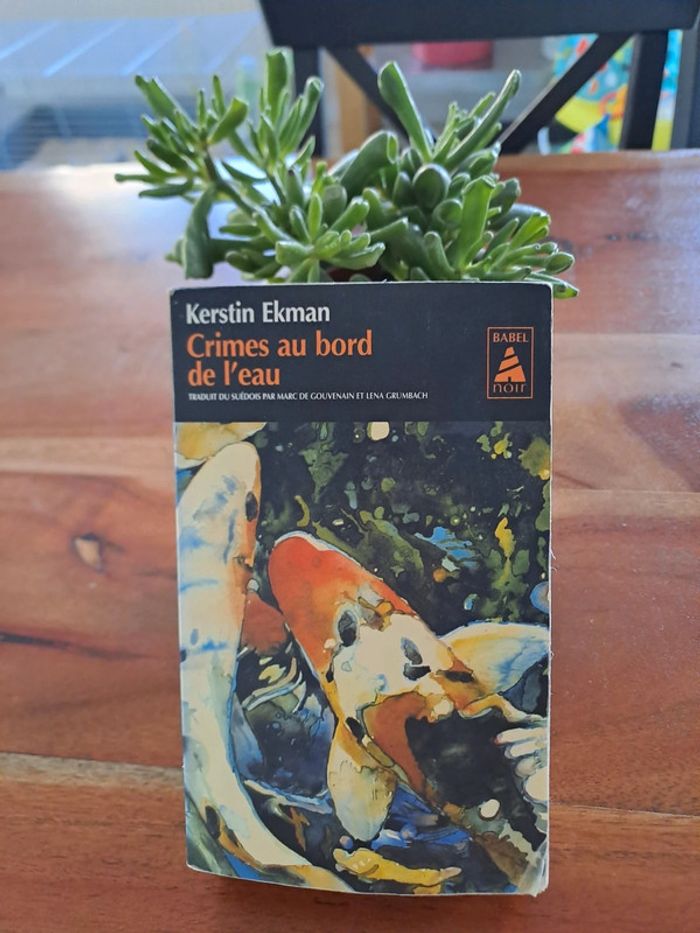 Kerstin Ekman
Crimes au bord
de l'eau
TRADUIT DU SUÉDOIS PAR MARC DE GOUVENAIN ET LENA GRUMBACH
BABEL
noir